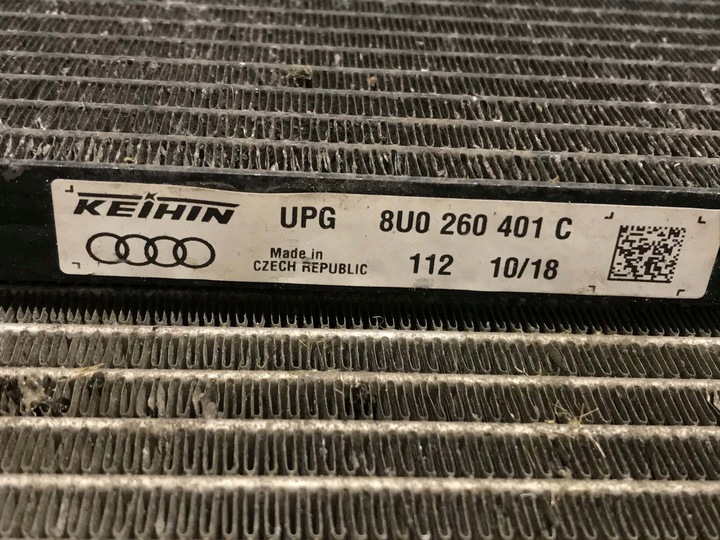 KEIHIN UPG 8U0 260 401 C
Made in
CZECH REPUBLIC 112 10/18